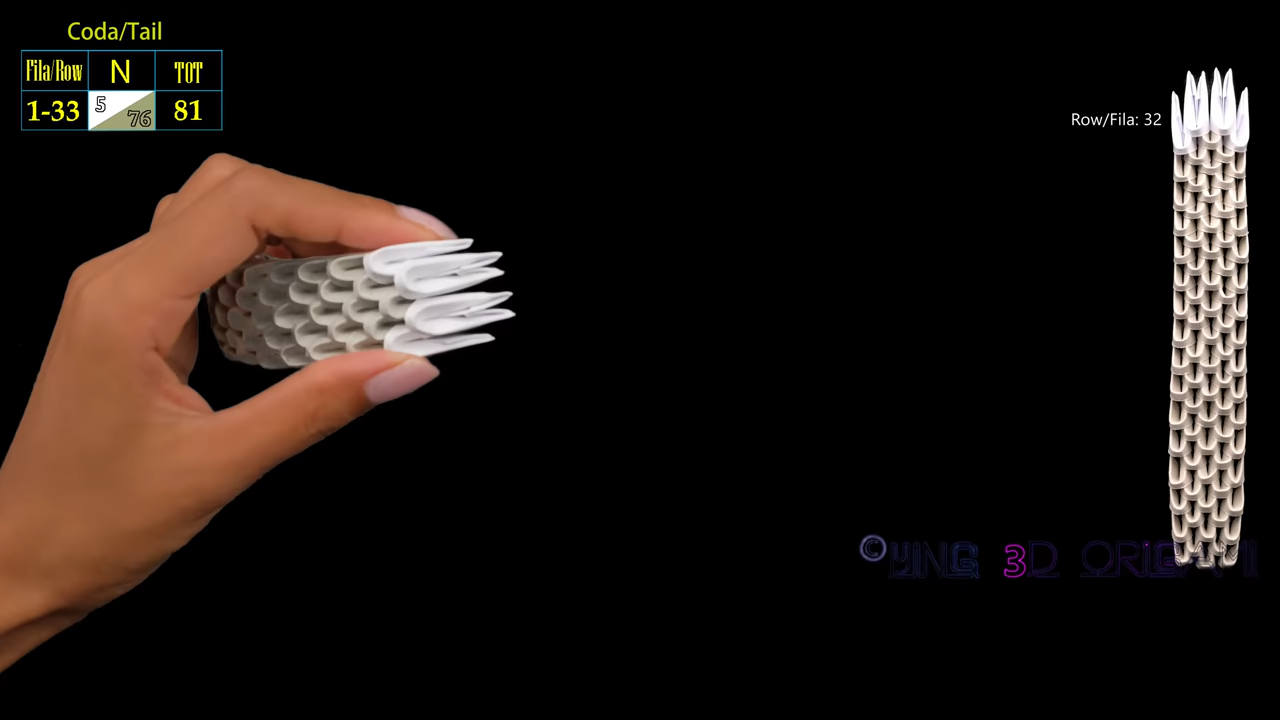 Coda/Tail
Fila/Row N TOT
1-33 5 76 81
Row/Fila: 32
© YING 3D ORIGAMI